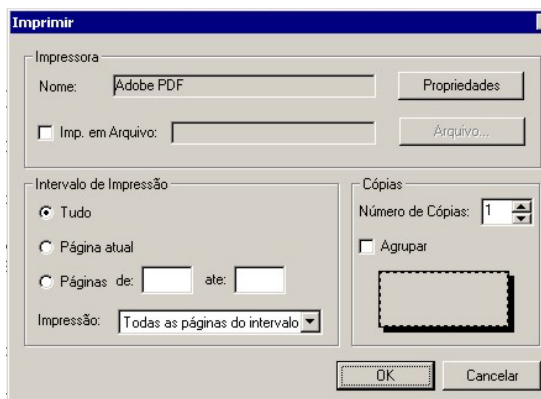 Imprimir
Impressora
Nome: Adobe PDF Propriedades
Imp. em Arquivo: Arquivo...
Intervalo de Impressão
Tudo
Página atual
Páginas de: ate:
Impressão: Todas as páginas do intervalo
Cópias
Número de Cópias: 1
Agrupar
OK Cancelar